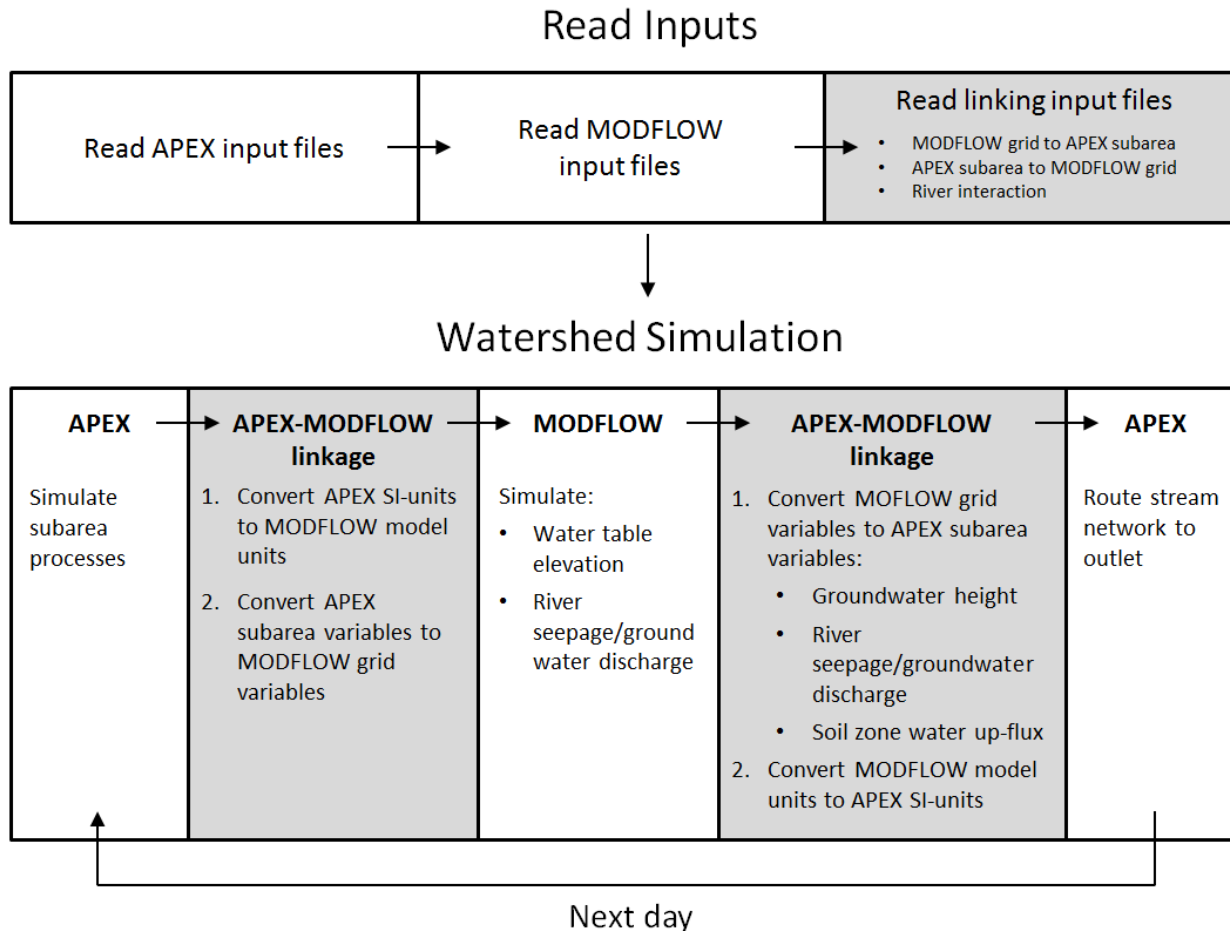 Read Inputs
Read APEX input files
Read MODFLOW
input files
Read linking input files
• MODFLOW grid to APEX subarea
• APEX subarea to MODFLOW grid
• River interaction
Watershed Simulation
APEX
Simulate
subarea
processes
APEX-MODFLOW
linkage
1. Convert APEX SI-units
to MODFLOW model
units
2. Convert APEX
subarea variables to
MODFLOW grid
variables
MODFLOW
Simulate:
• Water table
elevation
• River
seepage/ground
water discharge
APEX-MODFLOW
linkage
1. Convert MOFLOW grid
variables to APEX subarea
variables:
• Groundwater height
• River
seepage/groundwater
discharge
• Soil zone water up-flux
2. Convert MODFLOW model
units to APEX SI-units
APEX
Route stream
network to
outlet
Next day